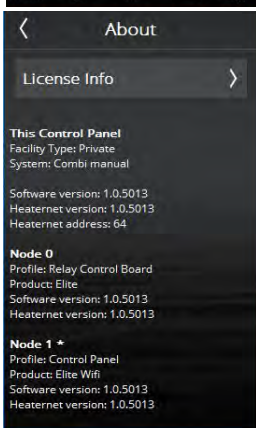 About
License Info
This Control Panel
Facility Type: Private
System: Combi manual
Software version: 1.0.5013
Heaternet version: 1.0.5013
Heaternet address: 64
Node 0
Profile: Relay Control Board
Product: Elite
Software version: 1.0.5013
Heaternet version: 1.0.5013
Node 1 *
Profile: Control Panel
Product: Elite Wifi
Software version: 1.0.5013
Heaternet version: 1.0.5013